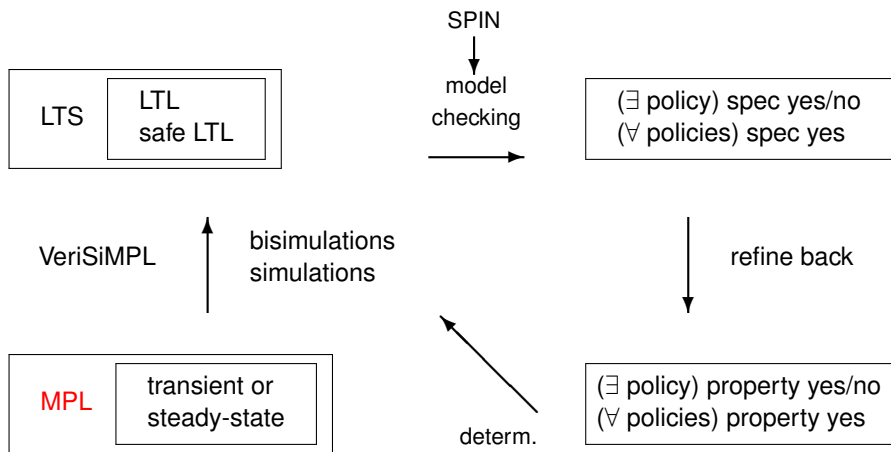 SPIN
model
checking
LTS
LTL
safe LTL
(∃ policy) spec yes/no
(∀ policies) spec yes
VeriSiMPL
bisimulations
simulations
refine back
MPL
transient or
steady-state
determ.
(∃ policy) property yes/no
(∀ policies) property yes